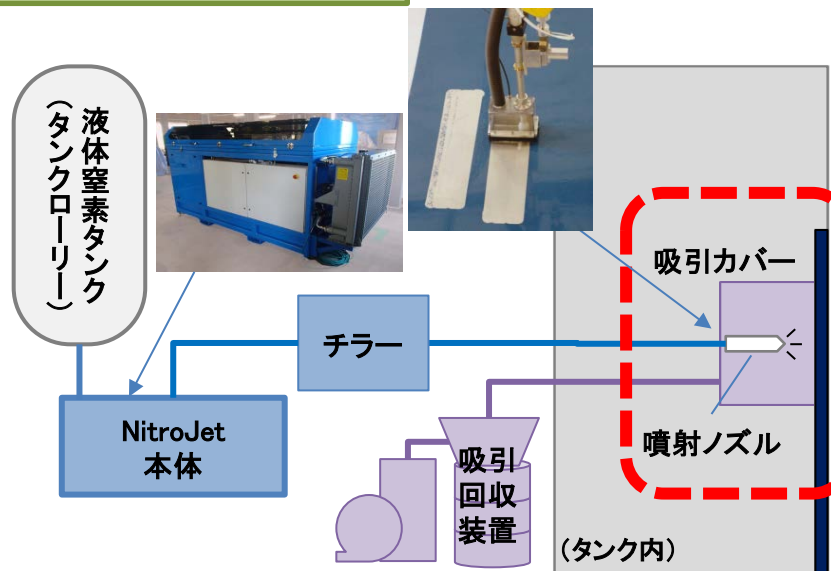 液体窒素タンク
（タンクローリー）
吸引カバー
チラー
NitroJet
本体
噴射ノズル
吸引
回収
装置
（タンク内）